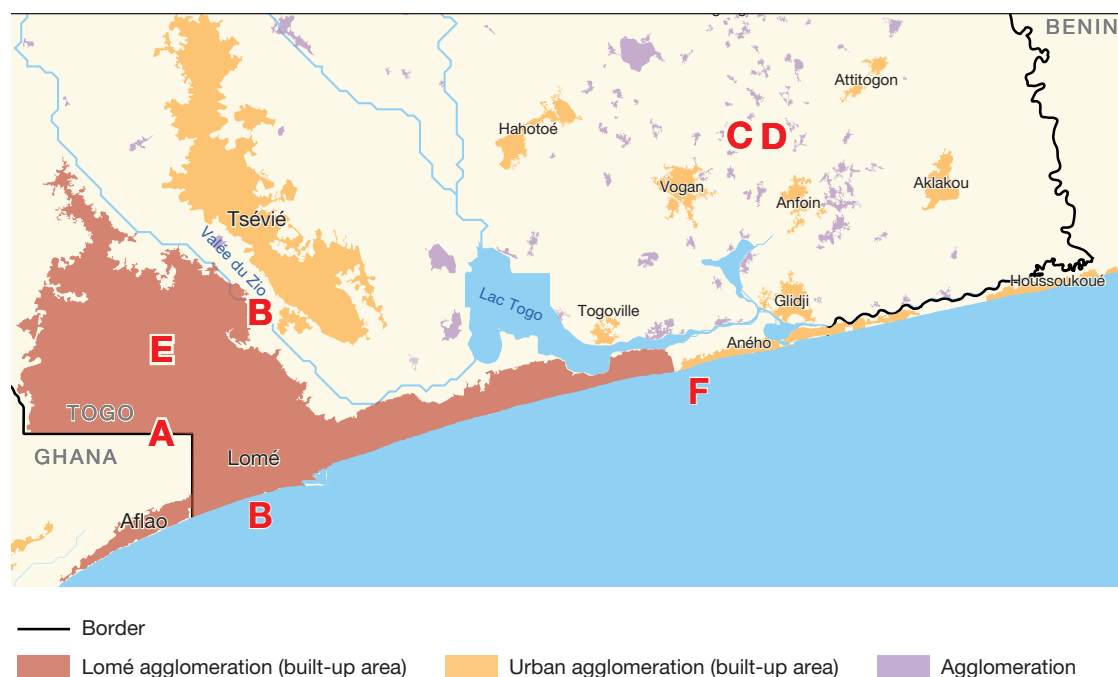 BENIN
Attitogon
Hahotoé
C D
Vogan
Aklakou
Anfoin
Tsévié
Valée du Zio
Houssoukoué
Lac Togo
Glidji
Togoville
B
Aného
E
F
TOGO
A
GHANA
Lomé
B
Aflao
Border
Lomé agglomeration (built-up area)
Urban agglomeration (built-up area)
Agglomeration